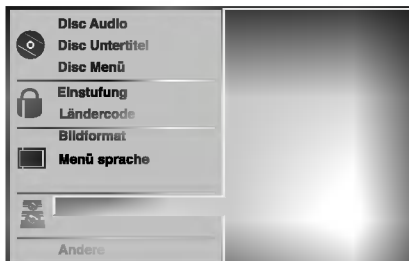 Disc Audio
Disc Untertitel
Disc Menü
Einstufung
Ländercode
Bildformat
Menü sprache
Andere